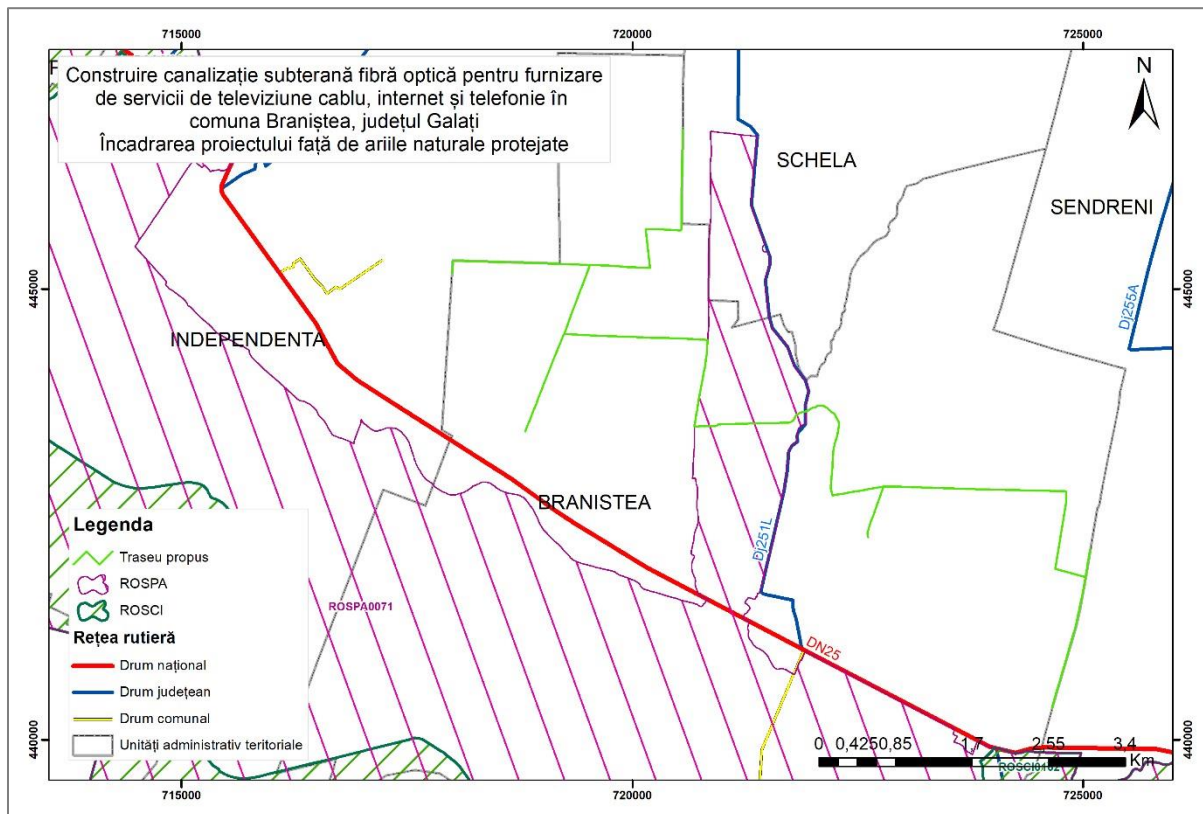 715000
720000
725000
Construire canalizație subterană fibră optică pentru furnizare
de servicii de televiziune cablu, internet și telefonie în
comuna Braniștea, județul Galați
Încadrarea proiectului față de ariile naturale protejate
N
SCHELA
SENDRENI
445000
445000
Dj255A
INDEPENDENTA
BRANISTEA
Dj251L
Legenda
Traseu propus
ROSPA
ROSCI
Rețea rutieră
Drum național
Drum județean
Drum comunal
Unități administrativ teritoriale
ROSPA0071
DN25
440000
440000
0 0,4250,85 1,7 2,55 3,4
Km
715000
720000
725000